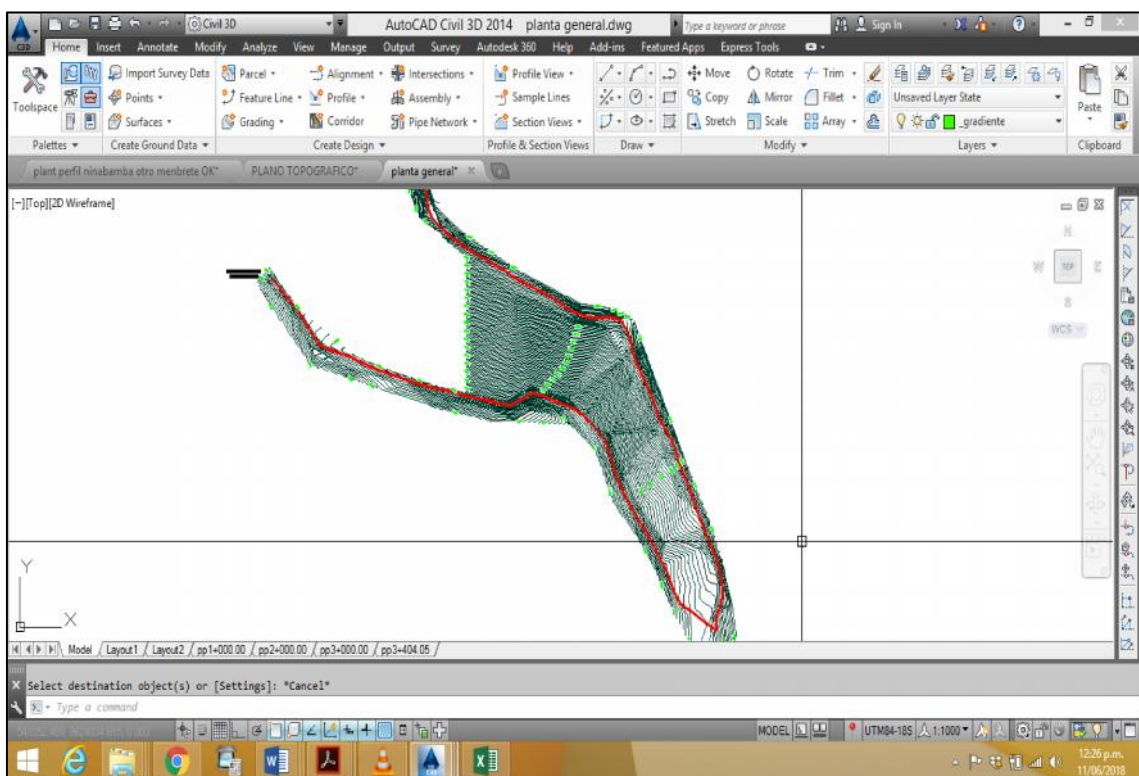 Civil 3D
AutoCAD Civil 3D 2014 planta general.dwg
Type a keyword or phrase
Sign In
Home Insert Annotate Modify Analyze View Manage Output Survey Autodesk 360 Help Add-ins Featured Apps Express Tools
Toolspace
Import Survey Data
Points
Surfaces
Parcel
Feature Line
Grading
Alignment
Profile
Corridor
Intersections
Assembly
Pipe Network
Profile View
Sample Lines
Section Views
Move
Copy
Stretch
Rotate
Mirror
Scale
Trim
Fillet
Array
Unsaved Layer State
_gradiente
Paste
Palettes Create Ground Data Create Design Profile & Section Views Draw Modify Layers Clipboard
plant perfil ninabamba otro menbrete OK* PLANO TOPOGRAFICO* planta general*
[-][Top][2D Wireframe]
N
W TOP E
S
WCS
Y
X
Model Layout1 Layout2 pp1+000.00 pp2+000.00 pp3+000.00 pp3+404.05
Select destination object(s) or [Settings]: *Cancel*
Type a command
MODEL UTM84-18S 1:1000
12:26 p.m.
11/06/2018